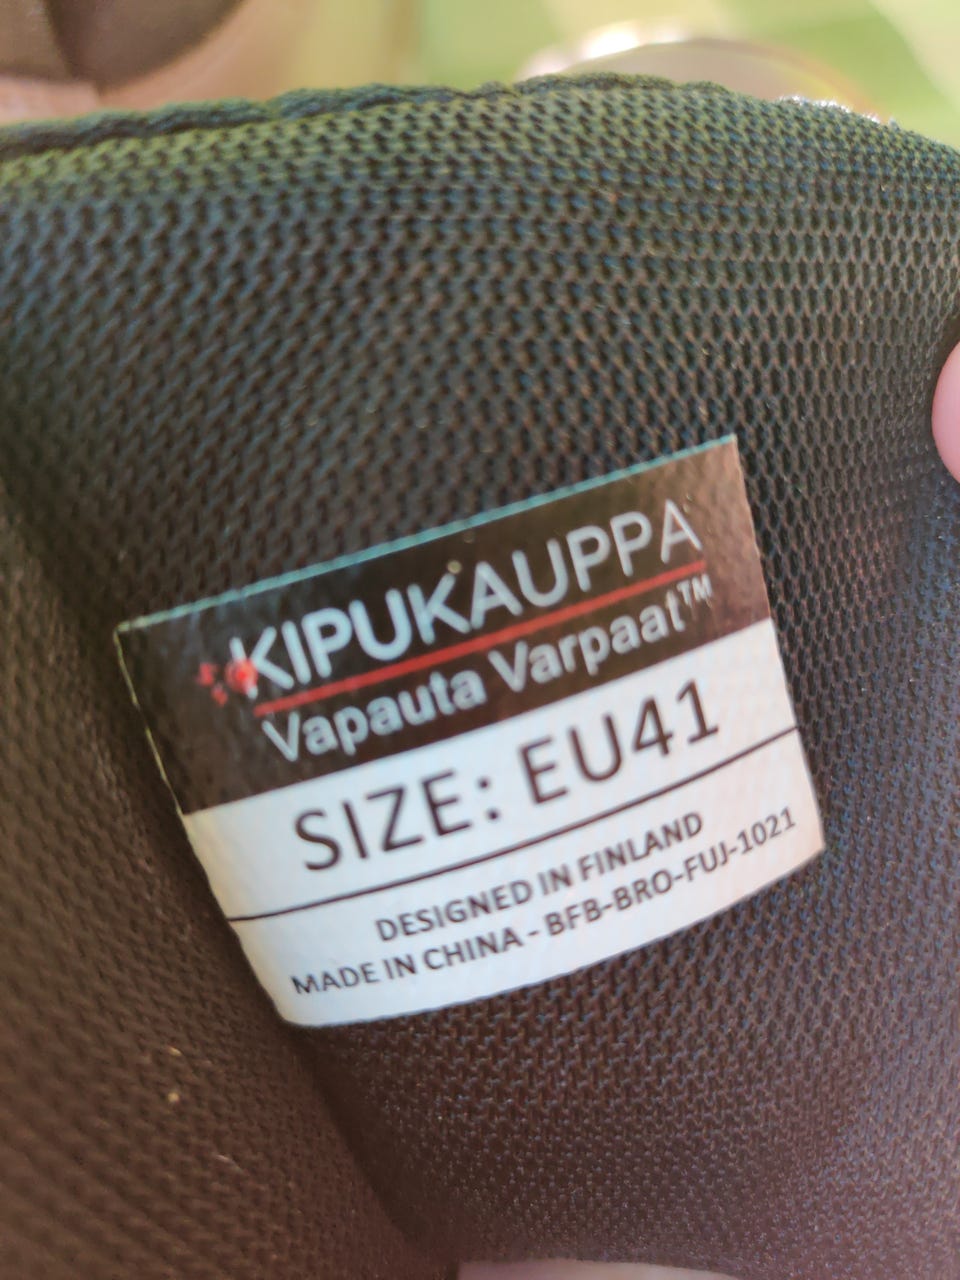 KIPUKAUPPA
Vapauta Varpaat™
SIZE: EU41
DESIGNED IN FINLAND
MADE IN CHINA - BFB-BRO-FUJ-1021